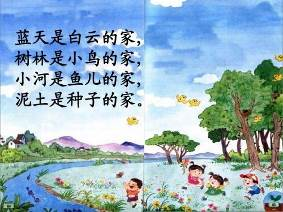 蓝天是白云的家，
树林是小鸟的家，
小河是鱼儿的家，
泥土是种子的家。